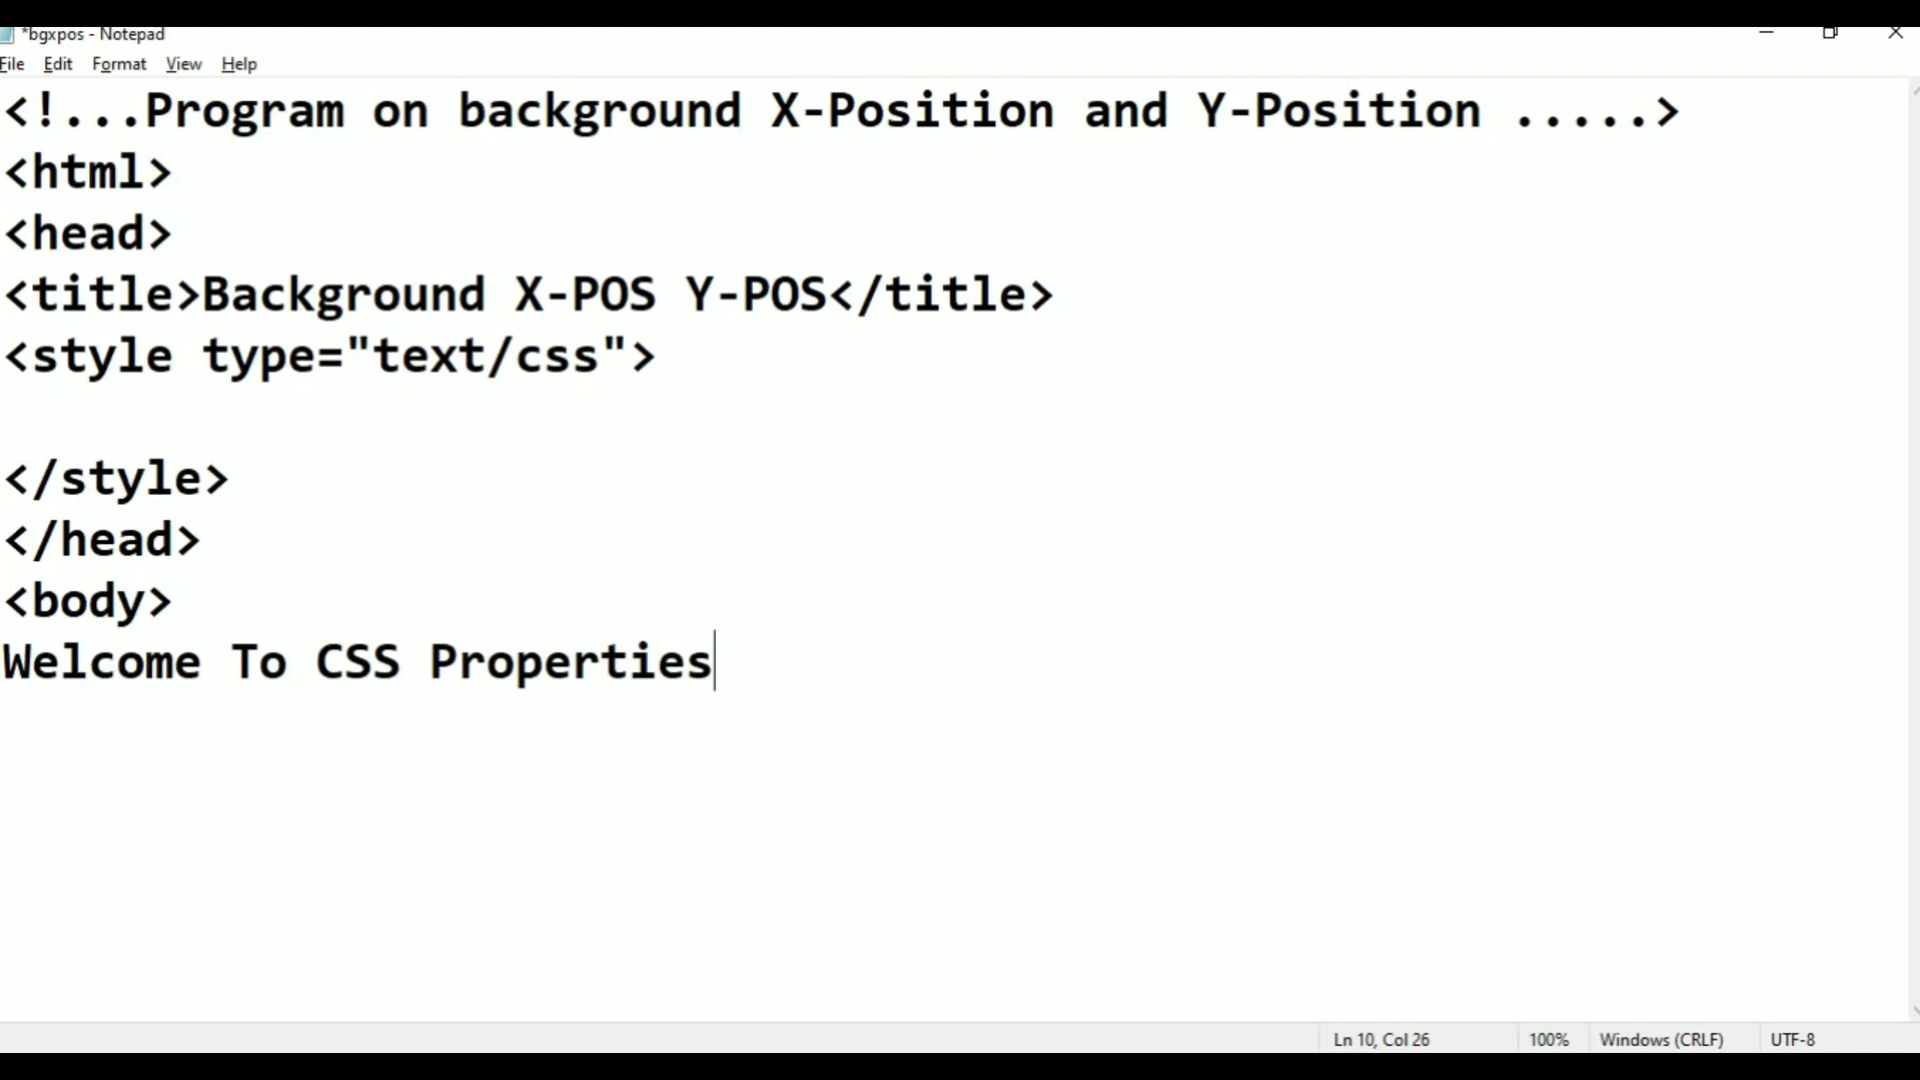 *bgxpos - Notepad
File Edit Format View Help
<!...Program on background X-Position and Y-Position .....>
<html>
<head>
<title>Background X-POS Y-POS</title>
<style type="text/css">
</style>
</head>
<body>
Welcome To CSS Properties
Ln 10, Col 26 100% Windows (CRLF) UTF-8